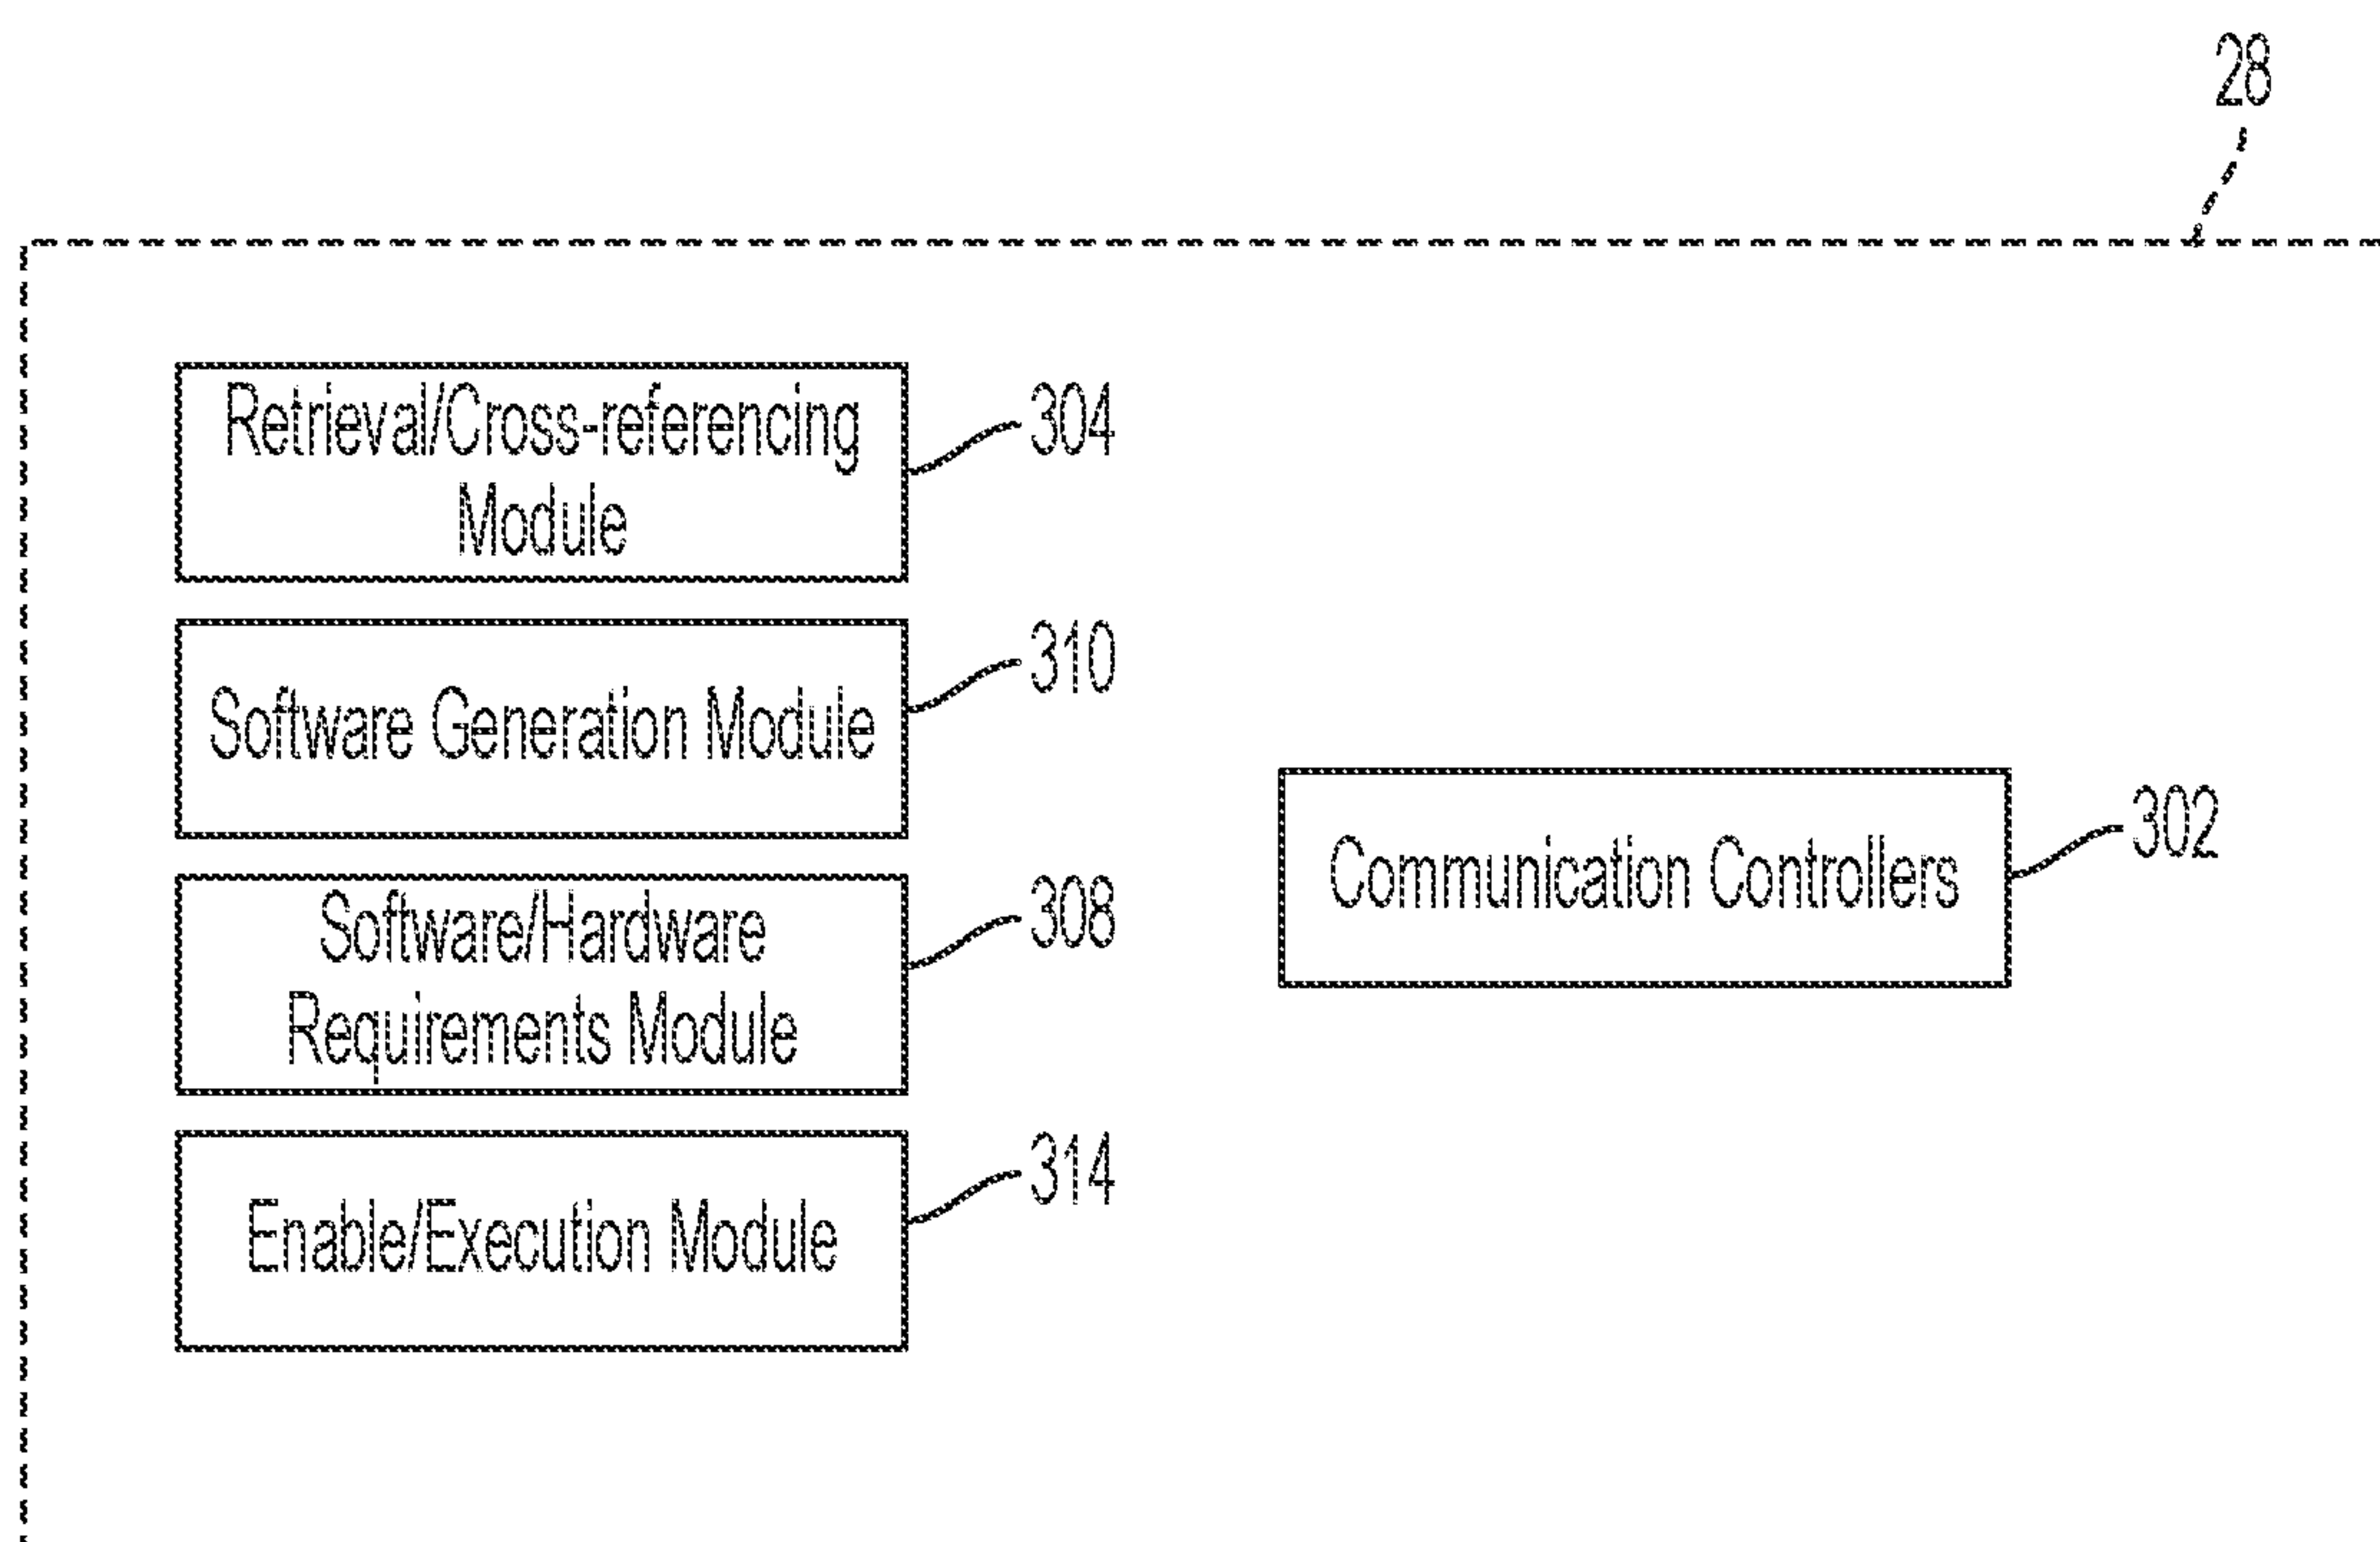 28
Retrieval/Cross-referencing
Module
304
Software Generation Module
310
Software/Hardware
Requirements Module
308
Enable/Execution Module
314
Communication Controllers
302